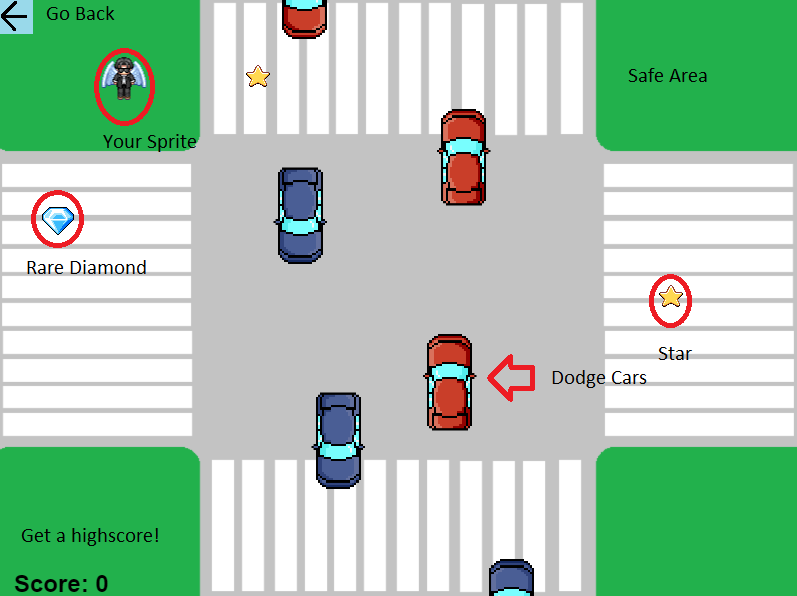 Go Back
Safe Area
Your Sprite
Rare Diamond
Star
Dodge Cars
Get a highscore!
Score: 0